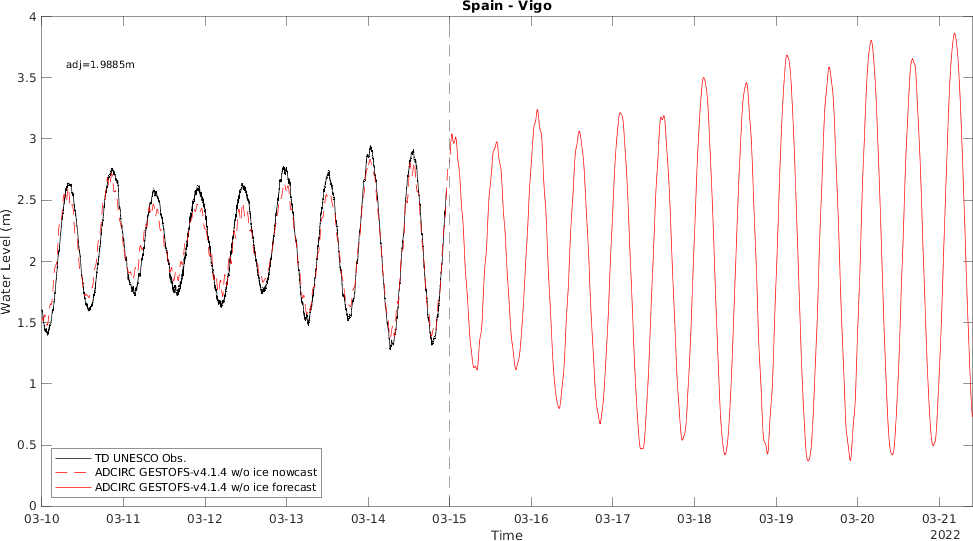 Spain - Vigo
4
3.5
3
2.5
2
1.5
1
0.5
0
Water Level (m)
adj=1.9885m
TD UNESCO Obs.
ADCIRC GESTOFS-v4.1.4 w/o ice nowcast
ADCIRC GESTOFS-v4.1.4 w/o ice forecast
03-10 03-11 03-12 03-13 03-14 03-15 03-16 03-17 03-18 03-19 03-20 03-21
2022
Time